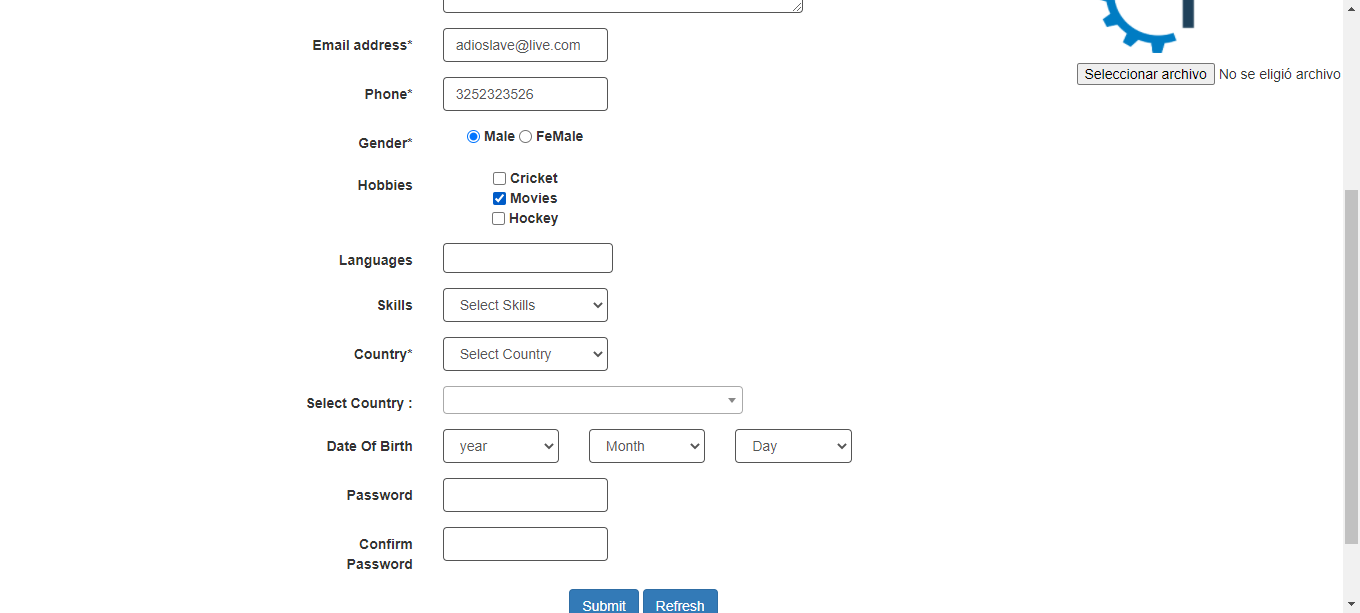 Email address* adioslave@live.com
Seleccionar archivo No se eligió archivo
Phone* 3252323526
Gender* Male FeMale
Hobbies
Cricket
Movies
Hockey
Languages
Skills Select Skills
Country* Select Country
Select Country :
Date Of Birth year Month Day
Password
Confirm
Password
Submit Refresh